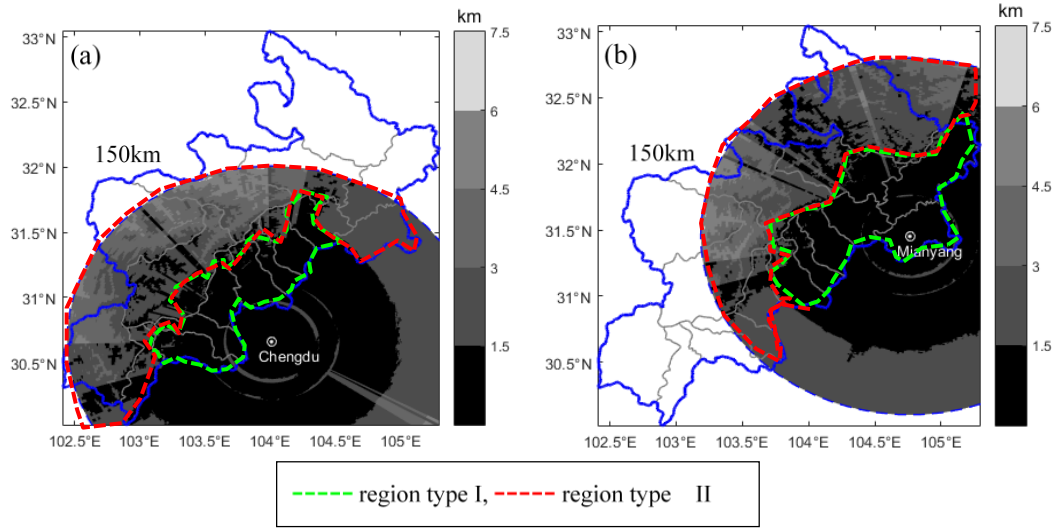 km
7.5
6
4.5
3
1.5
(a)
33°N
32.5°N
32°N
31.5°N
31°N
30.5°N
150km
Chengdu
102.5°E 103°E 103.5°E 104°E 104.5°E 105°E
km
7.5
6
4.5
3
1.5
(b)
33°N
32.5°N
32°N
31.5°N
31°N
30.5°N
150km
Mianyang
102.5°E 103°E 103.5°E 104°E 104.5°E 105°E
region type I, region type II